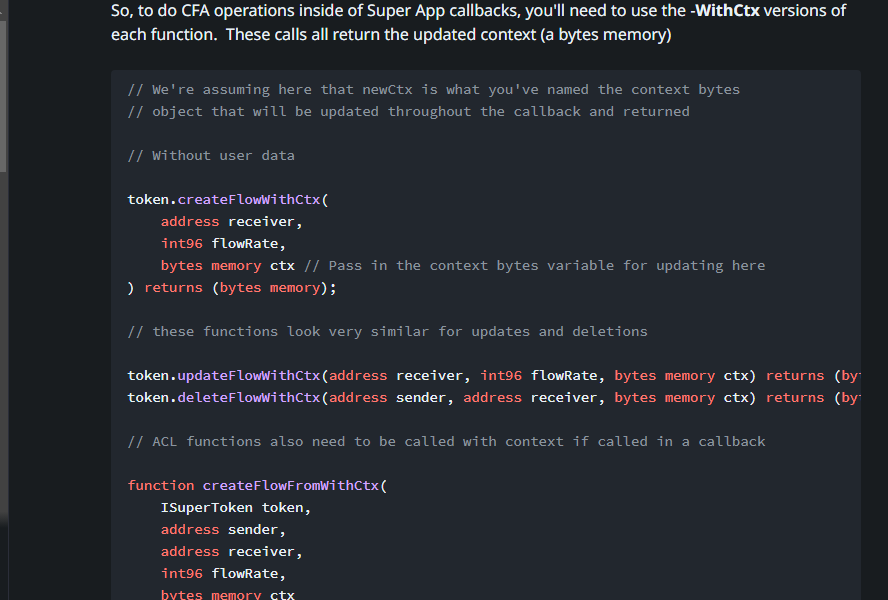 So, to do CFA operations inside of Super App callbacks, you'll need to use the -WithCtx versions of
each function.  These calls all return the updated context (a bytes memory)
// We're assuming here that newCtx is what you've named the context bytes
// object that will be updated throughout the callback and returned
// Without user data
token.createFlowWithCtx(
    address receiver,
    int96 flowRate,
    bytes memory ctx // Pass in the context bytes variable for updating here
) returns (bytes memory);
// these functions look very similar for updates and deletions
token.updateFlowWithCtx(address receiver, int96 flowRate, bytes memory ctx) returns (by
token.deleteFlowWithCtx(address sender, address receiver, bytes memory ctx) returns (by
// ACL functions also need to be called with context if called in a callback
function createFlowFromWithCtx(
    ISuperToken token,
    address sender,
    address receiver,
    int96 flowRate,
    bytes memory ctx